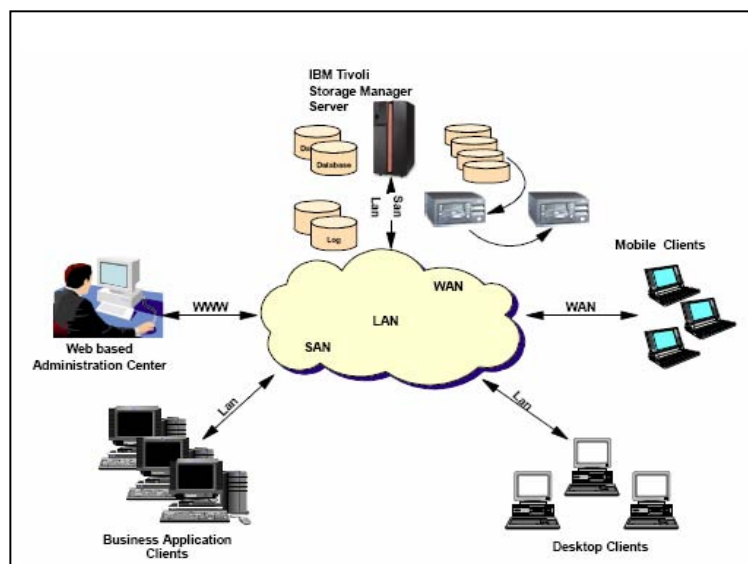 IBM Tivoli
Storage Manager
Server
Database
Log
Lan
San
Mobile Clients
WAN
LAN
SAN
WWW
WAN
Web based
Administration Center
Lan
Lan
Business Application
Clients
Desktop Clients